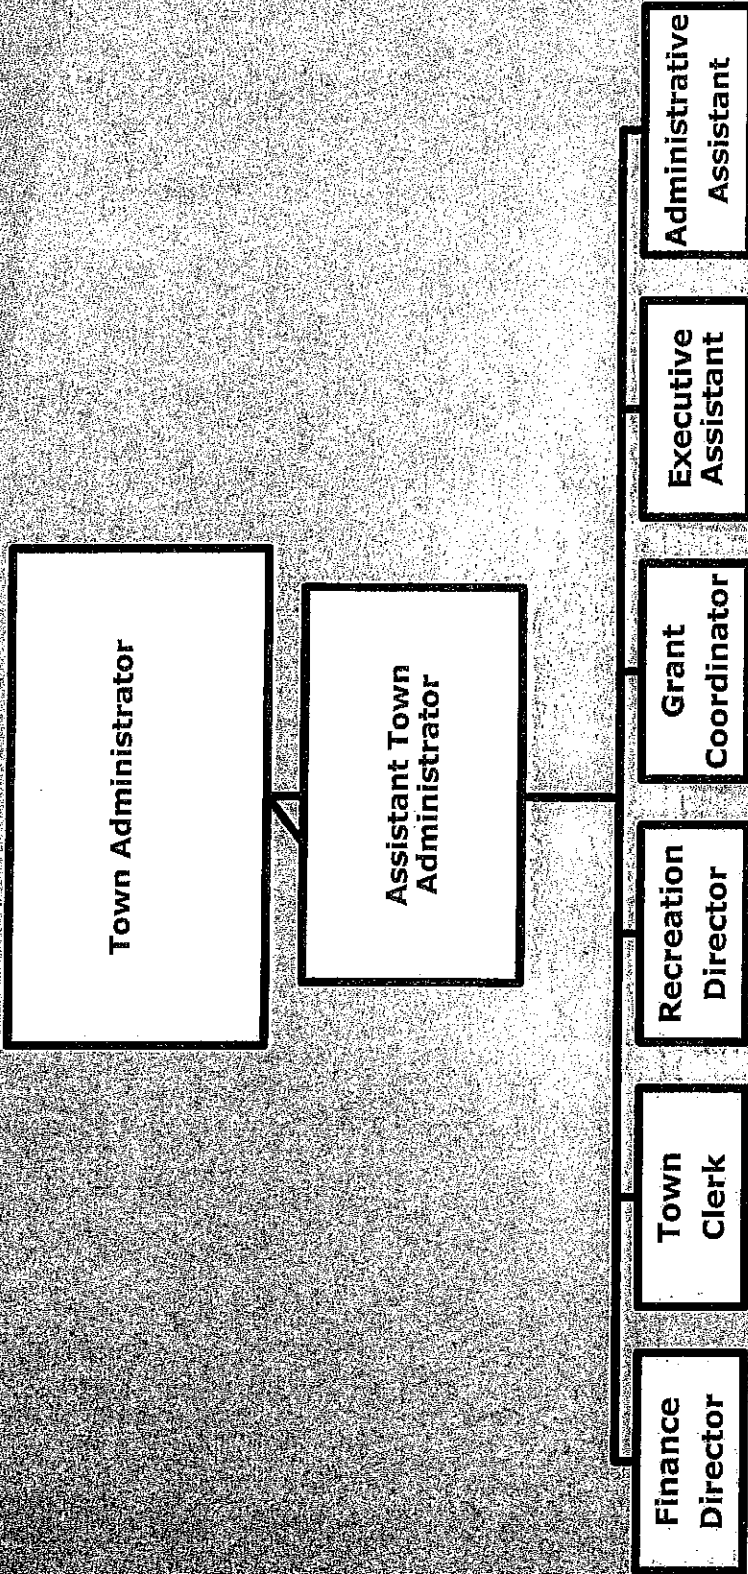 Town Administrator
Assistant Town
Administrator
Finance
Director
Town
Clerk
Recreation
Director
Grant
Coordinator
Executive
Assistant
Administrative
Assistant